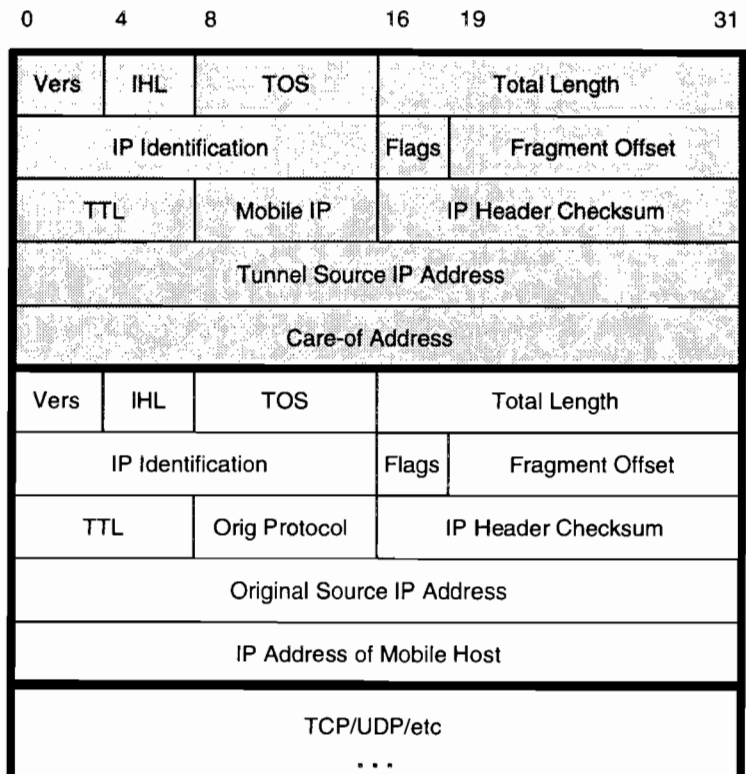 0 4 8 16 19 31
Vers IHL TOS Total Length
IP Identification Flags Fragment Offset
TTL Mobile IP IP Header Checksum
Tunnel Source IP Address
Care-of Address
Vers IHL TOS Total Length
IP Identification Flags Fragment Offset
TTL Orig Protocol IP Header Checksum
Original Source IP Address
IP Address of Mobile Host
TCP/UDP/etc
...